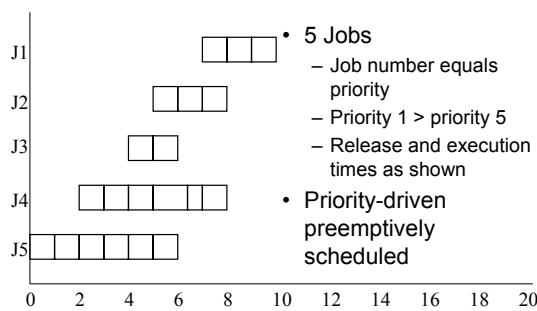 J1
J2
J3
J4
J5
0 2 4 6 8 10 12 14 16 18 20
• 5 Jobs
– Job number equals
priority
– Priority 1 > priority 5
– Release and execution
times as shown
• Priority-driven
preemptively
scheduled